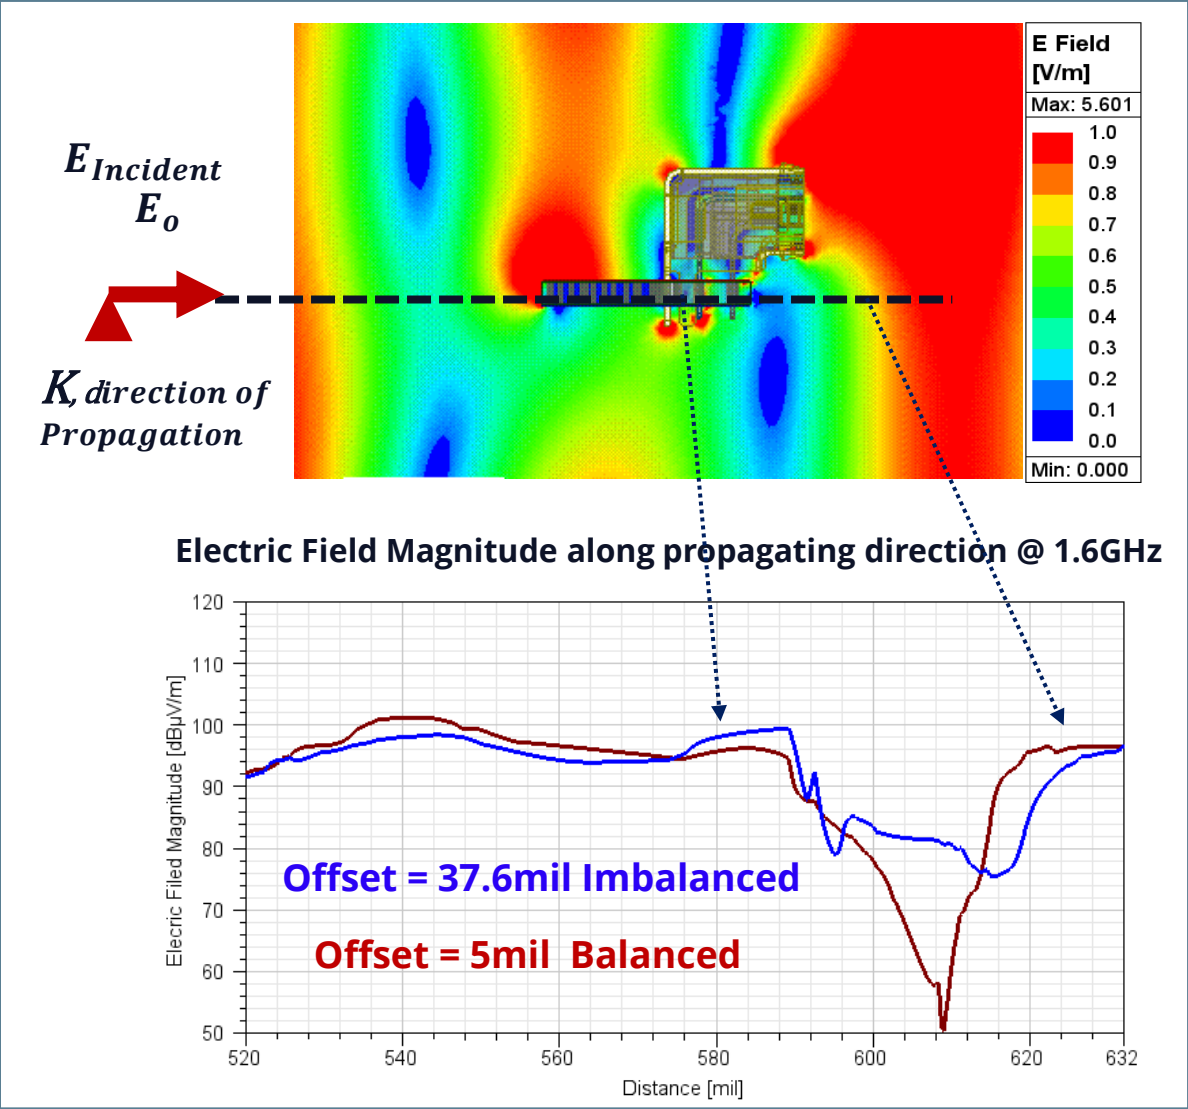 E Field
[V/m]
Max: 5.601
1.0
0.9
0.8
0.7
0.6
0.5
0.4
0.3
0.2
0.1
0.0
Min: 0.000
E_Incident
E_o
K, direction of
Propagation
Electric Field Magnitude along propagating direction @ 1.6GHz
Elecric Filed Magnitude [dBµV/m]
120
110
100
90
80
70
60
50
Offset = 37.6mil Imbalanced
Offset = 5mil Balanced
520 540 560 580 600 620 632
Distance [mil]